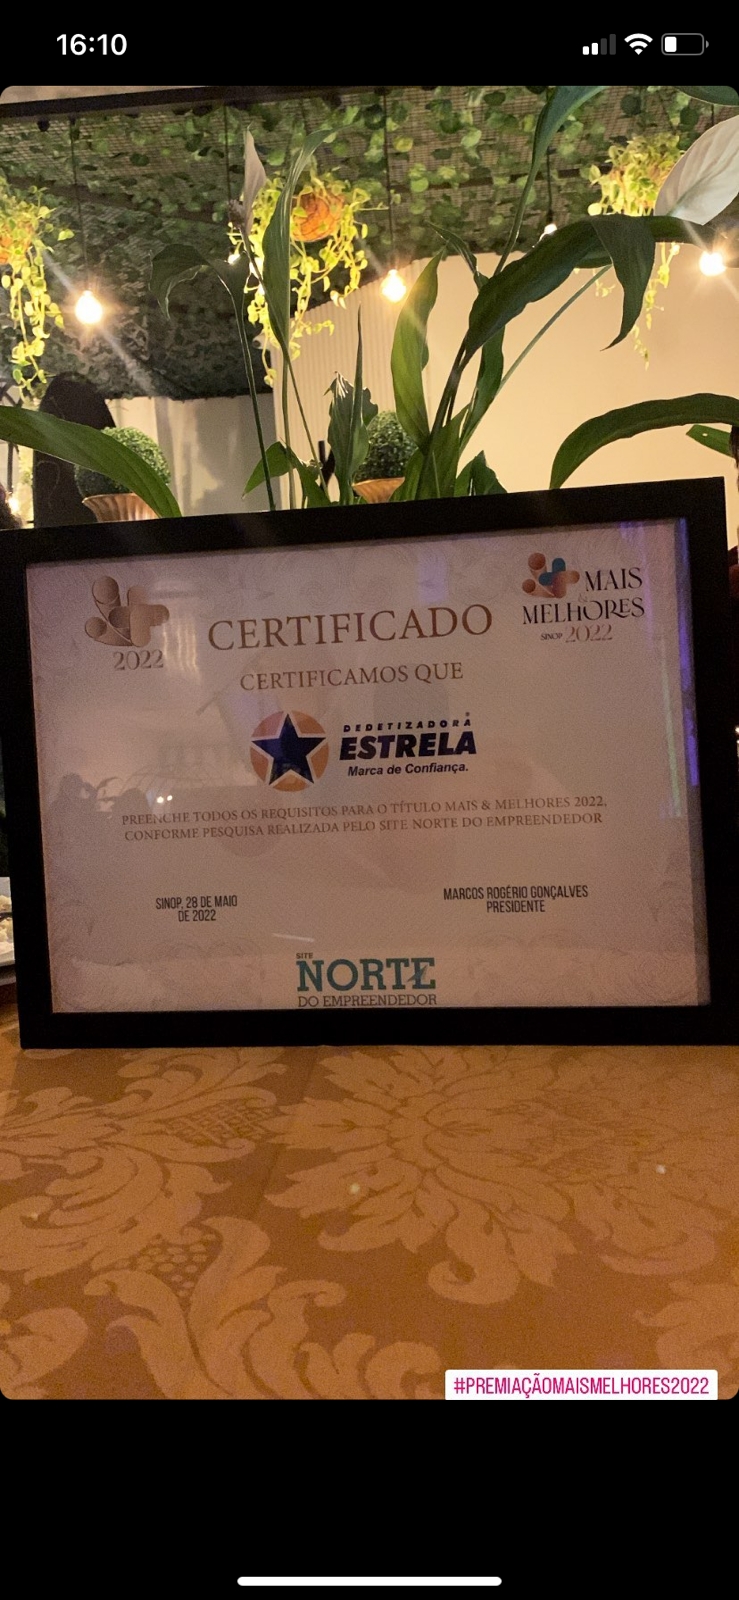 16:10
2022
CERTIFICADO
MAIS
&
MELHORES
SINOP 2022
CERTIFICAMOS QUE
DEDETIZADORA
ESTRELA®
Marca de Confiança.
PREENCHE TODOS OS REQUISITOS PARA O TÍTULO MAIS & MELHORES 2022,
CONFORME PESQUISA REALIZADA PELO SITE NORTE DO EMPREENDEDOR
SINOP, 28 DE MAIO
DE 2022
MARCOS ROGÉRIO GONÇALVES
PRESIDENTE
SITE
NORTE
DO EMPREENDEDOR
#PREMIAÇÃOMAISMELHORES2022